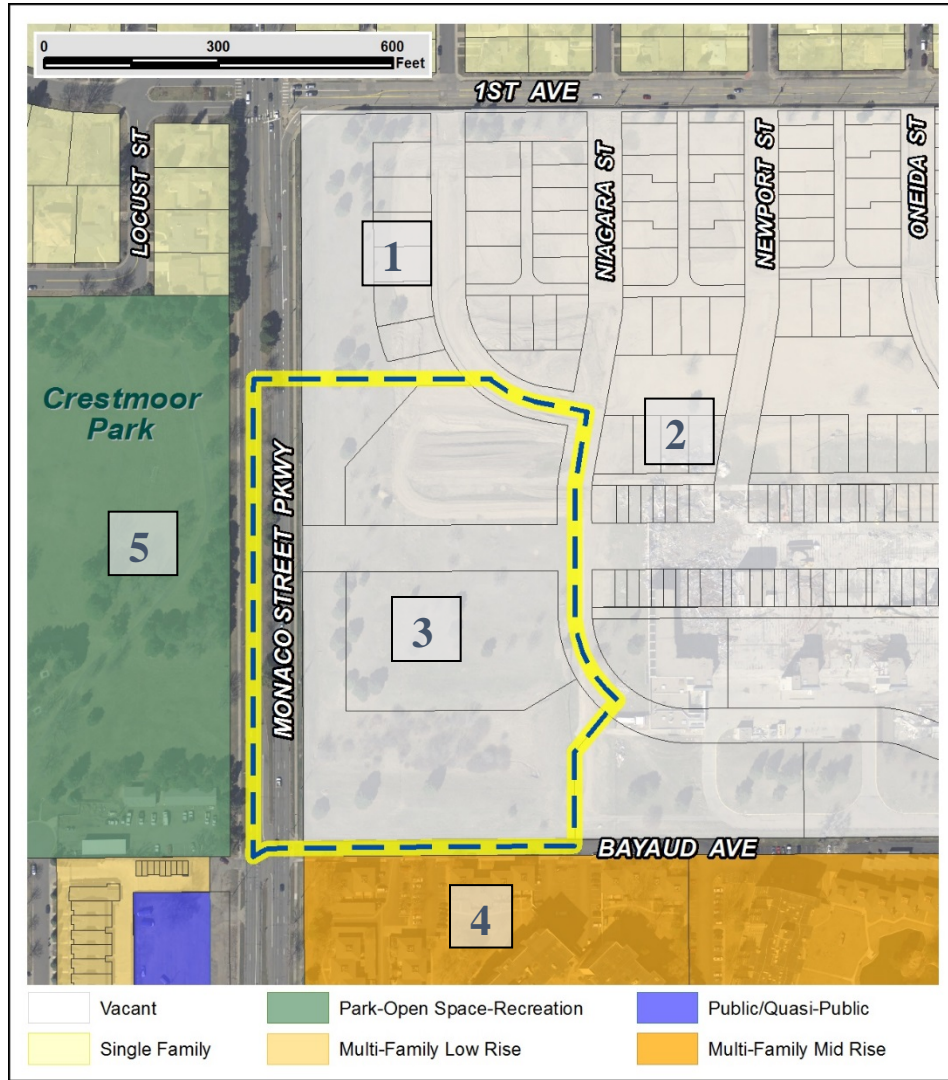 0 300 600
Feet
1ST AVE
LOCUST ST
NIAGARA ST
NEWPORT ST
ONEIDA ST
1
Crestmoor
Park
2
MONACO STREET PKWY
5
3
BAYAUD AVE
4
Vacant Park-Open Space-Recreation Public/Quasi-Public
Single Family Multi-Family Low Rise Multi-Family Mid Rise